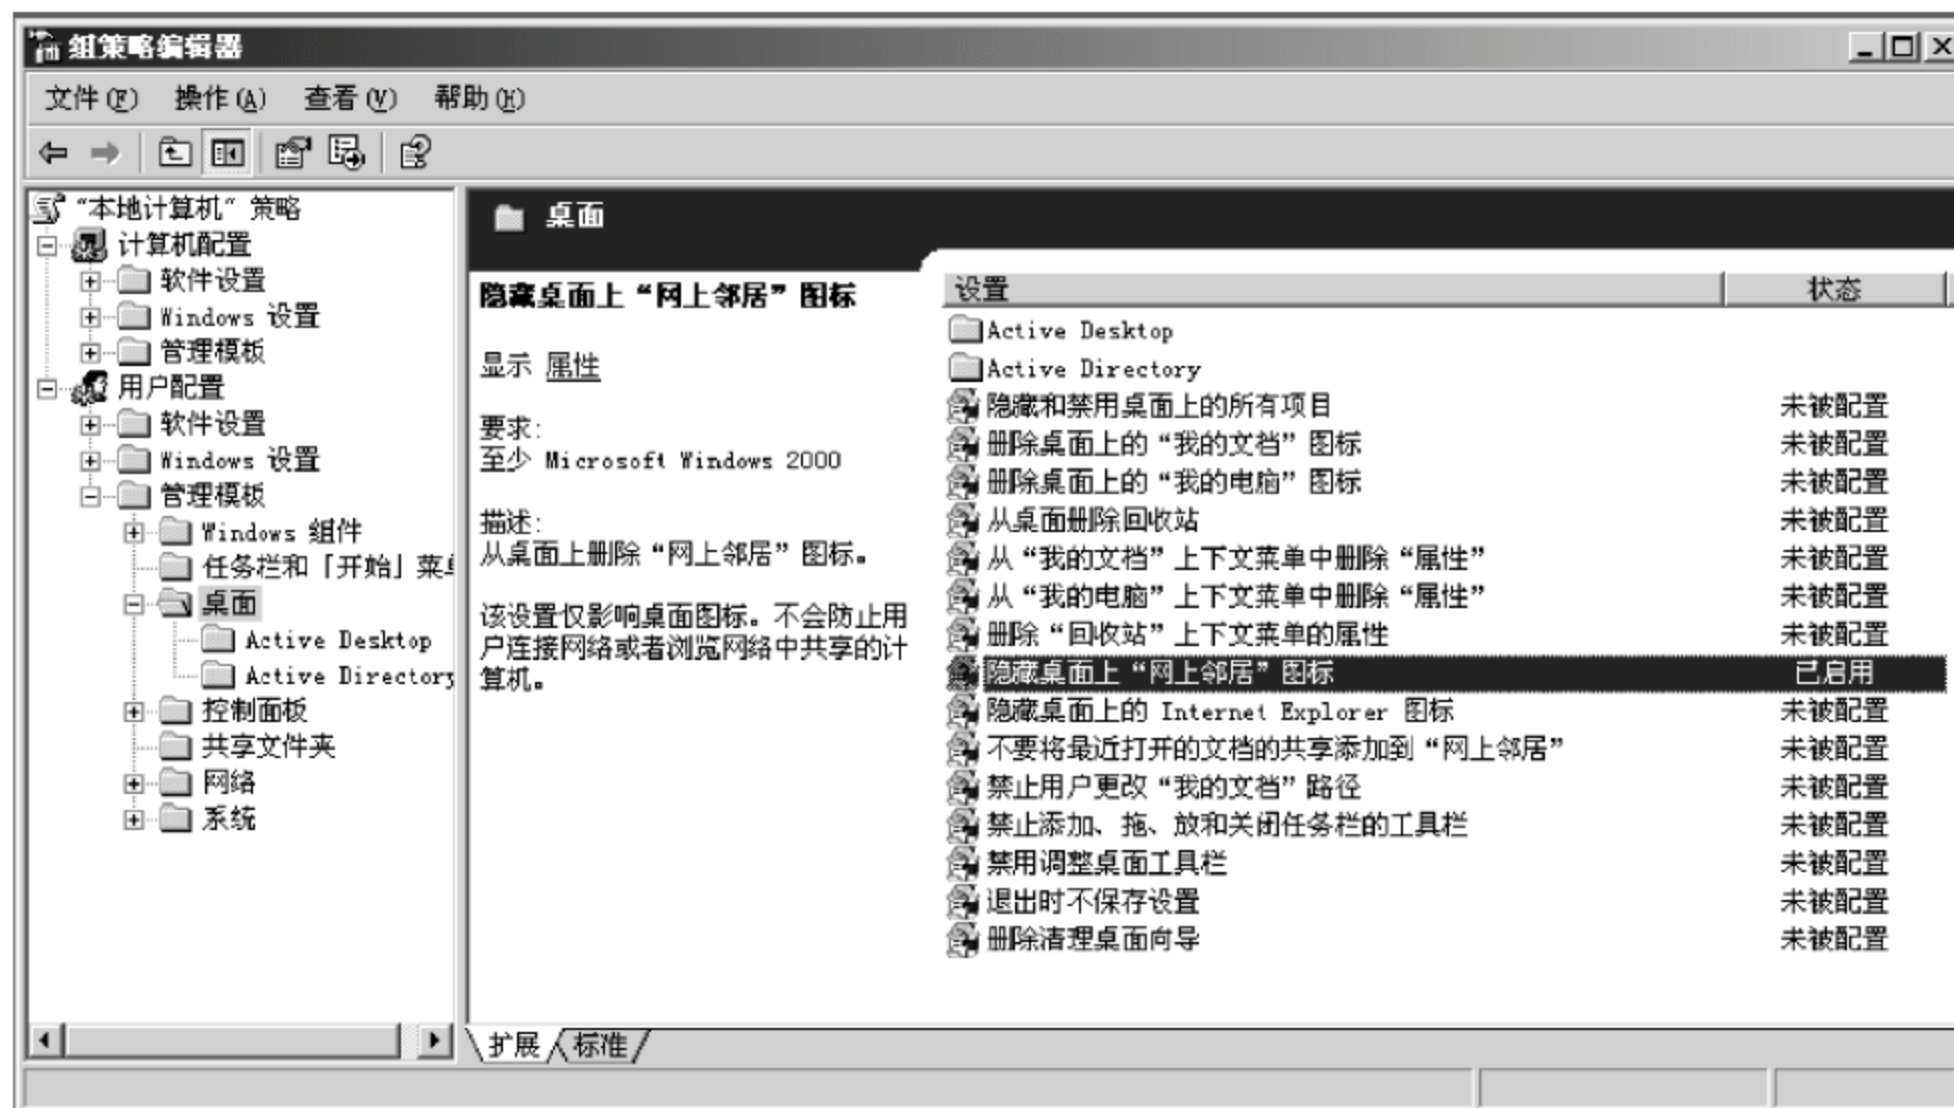 组策略编辑器
文件(F) 操作(A) 查看(V) 帮助(H)
“本地计算机” 策略
计算机配置
软件设置
Windows 设置
管理模板
用户配置
软件设置
Windows 设置
管理模板
Windows 组件
任务栏和「开始」菜单
桌面
Active Desktop
Active Directory
控制面板
共享文件夹
网络
系统
桌面
隐藏桌面上“网上邻居”图标
显示 属性
要求:
至少 Microsoft Windows 2000
描述:
从桌面上删除“网上邻居”图标。
该设置仅影响桌面图标。不会防止用
户连接网络或者浏览网络中共享的计
算机。
设置 状态
Active Desktop
Active Directory
隐藏和禁用桌面上的所有项目 未被配置
删除桌面上的“我的文档”图标 未被配置
删除桌面上的“我的电脑”图标 未被配置
从桌面删除回收站 未被配置
从“我的文档”上下文菜单中删除“属性” 未被配置
从“我的电脑”上下文菜单中删除“属性” 未被配置
删除“回收站”上下文菜单的属性 未被配置
隐藏桌面上“网上邻居”图标 已启用
隐藏桌面上的 Internet Explorer 图标 未被配置
不要将最近打开的文档的共享添加到“网上邻居” 未被配置
禁止用户更改“我的文档”路径 未被配置
禁止添加、拖、放和关闭任务栏的工具栏 未被配置
禁用调整桌面工具栏 未被配置
退出时不保存设置 未被配置
删除清理桌面向导 未被配置
扩展 标准